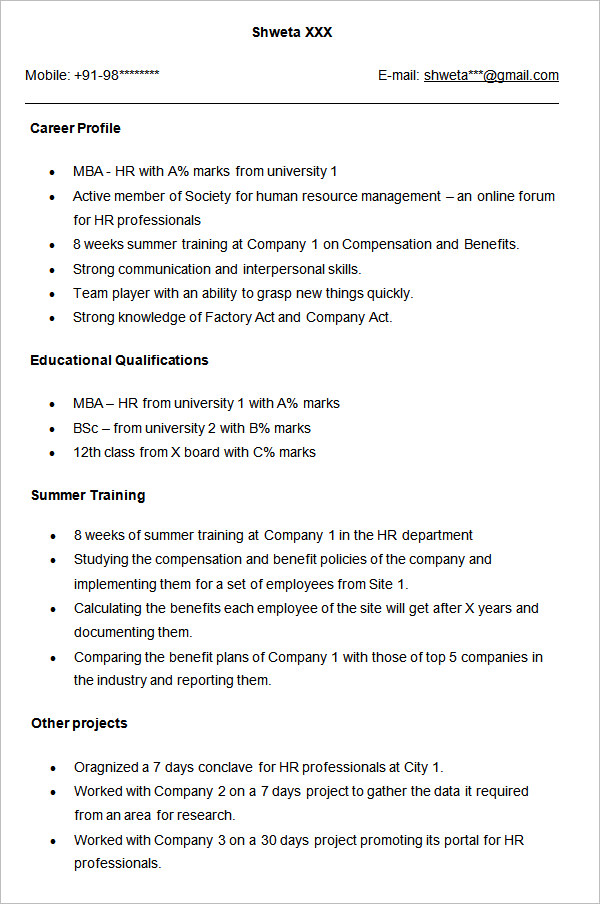 Shweta XXX
Mobile: +91-98******** E-mail: shweta***@gmail.com
Career Profile
• MBA - HR with A% marks from university 1
• Active member of Society for human resource management – an online forum
for HR professionals
• 8 weeks summer training at Company 1 on Compensation and Benefits.
• Strong communication and interpersonal skills.
• Team player with an ability to grasp new things quickly.
• Strong knowledge of Factory Act and Company Act.
Educational Qualifications
• MBA – HR from university 1 with A% marks
• BSc – from university 2 with B% marks
• 12th class from X board with C% marks
Summer Training
• 8 weeks of summer training at Company 1 in the HR department
• Studying the compensation and benefit policies of the company and
implementing them for a set of employees from Site 1.
• Calculating the benefits each employee of the site will get after X years and
documenting them.
• Comparing the benefit plans of Company 1 with those of top 5 companies in
the industry and reporting them.
Other projects
• Oragnized a 7 days conclave for HR professionals at City 1.
• Worked with Company 2 on a 7 days project to gather the data it required
from an area for research.
• Worked with Company 3 on a 30 days project promoting its portal for HR
professionals.